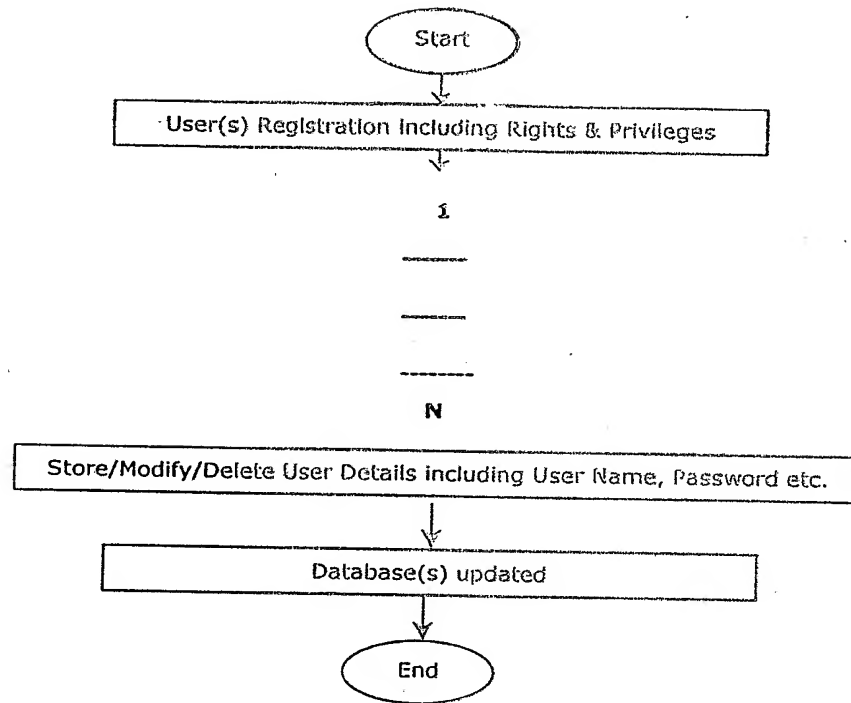 Start
User(s) Registration including Rights & Privileges
1
N
Store/Modify/Delete User Details including User Name, Password etc.
Database(s) updated
End